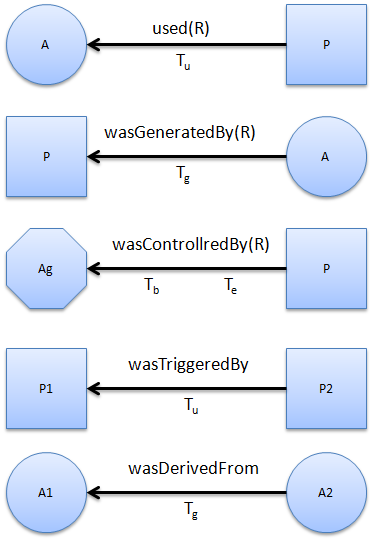 used(R)
A P
Tu
wasGeneratedBy(R)
P A
Tg
wasControllredBy(R)
Ag P
Tb Te
wasTriggeredBy
P1 P2
Tu
wasDerivedFrom
A1 A2
Tg